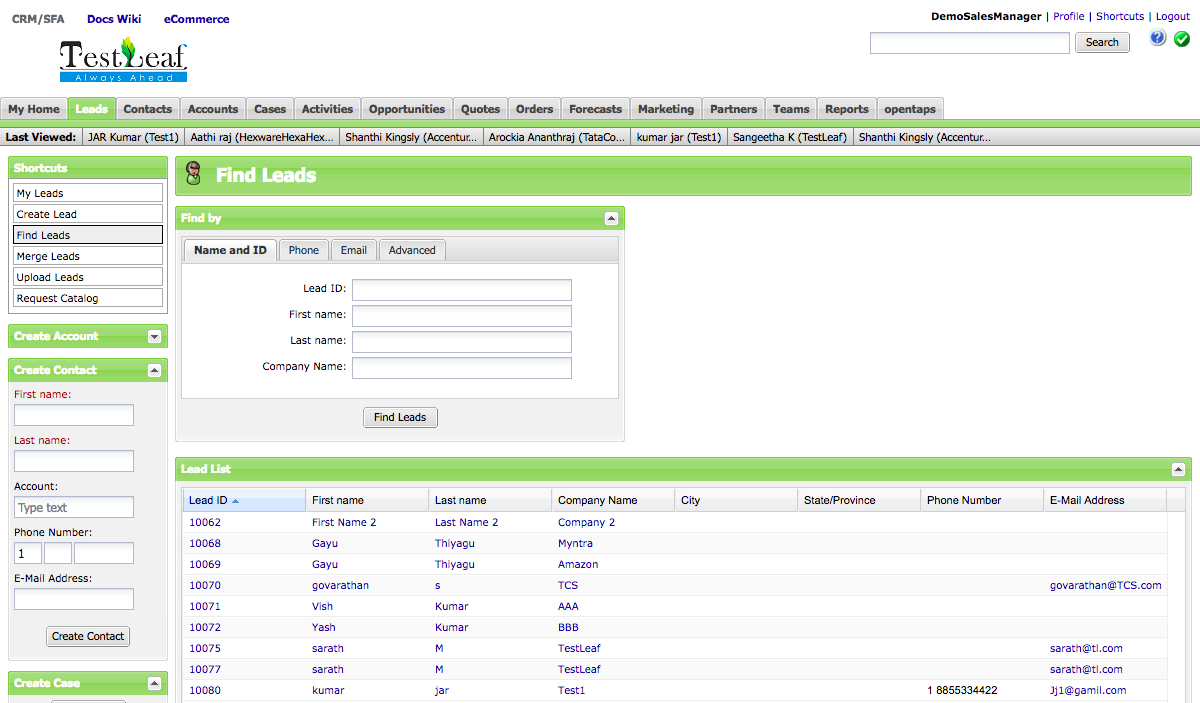 CRM/SFA Docs Wiki eCommerce
DemoSalesManager | Profile | Shortcuts | Logout
Search
TestLeaf
Always Ahead
My Home Leads Contacts Accounts Cases Activities Opportunities Quotes Orders Forecasts Marketing Partners Teams Reports opentaps
Last Viewed: JAR Kumar (Test1) Aathi raj (HexwareHexaHex... Shanthi Kingsly (Accentur... Arockia Ananthraj (TataCo... kumar jar (Test1) Sangeetha K (TestLeaf) Shanthi Kingsly (Accentur...
Shortcuts
My Leads
Create Lead
Find Leads
Merge Leads
Upload Leads
Request Catalog
Create Account
Create Contact
First name:
Last name:
Account:
Type text
Phone Number:
1
E-Mail Address:
Create Contact
Create Case
Find Leads
Find by
Name and ID Phone Email Advanced
Lead ID:
First name:
Last name:
Company Name:
Find Leads
Lead List
Lead ID First name Last name Company Name City State/Province Phone Number E-Mail Address
10062 First Name 2 Last Name 2 Company 2
10068 Gayu Thiyagu Myntra
10069 Gayu Thiyagu Amazon
10070 govarathan s TCS govarathan@TCS.com
10071 Vish Kumar AAA
10072 Yash Kumar BBB
10075 sarath M TestLeaf sarath@tl.com
10077 sarath M TestLeaf sarath@tl.com
10080 kumar jar Test1 1 8855334422 Jj1@gamil.com